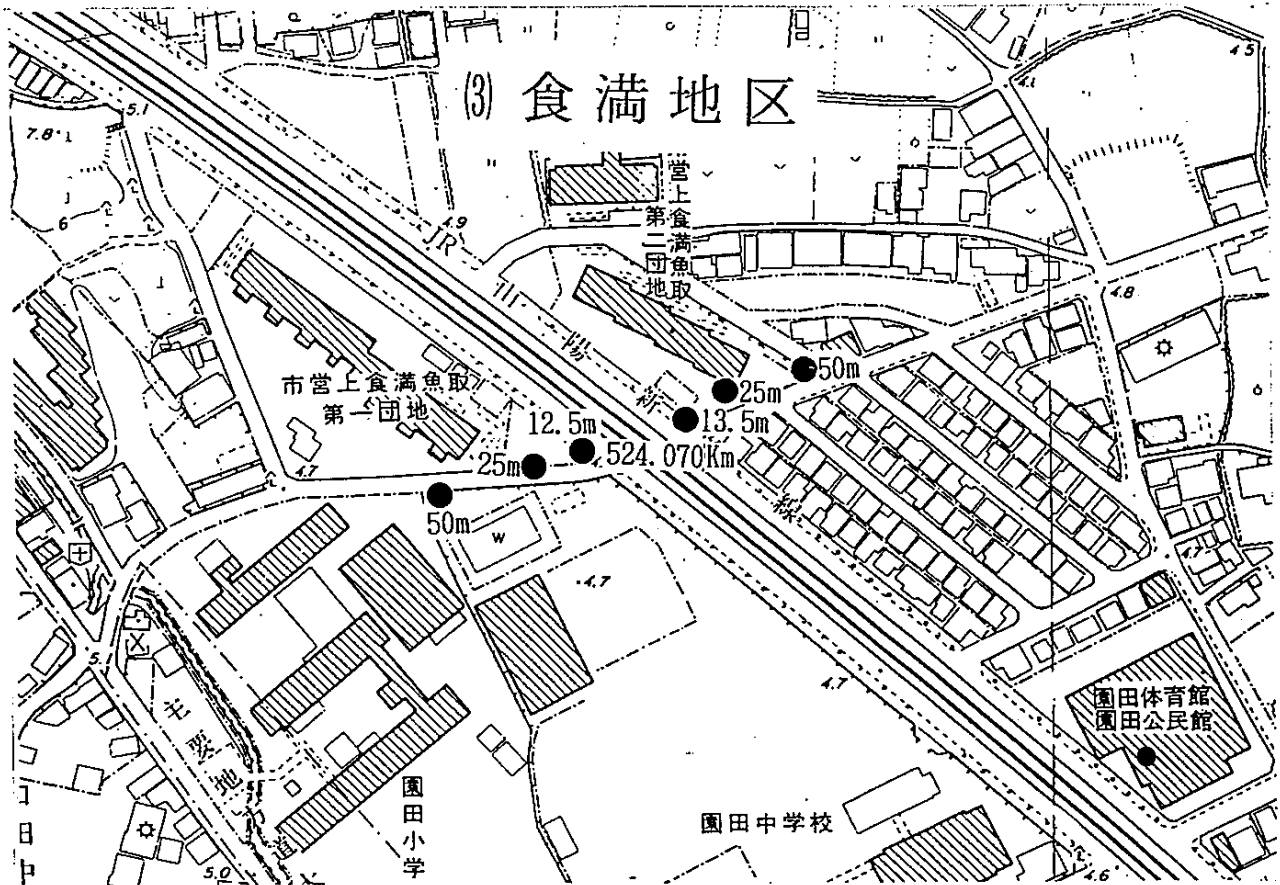 (3) 食満地区
5.1
7.8
6
4.9
JR
山
陽
新
幹
線
4.5
4.1
営上食満魚取
第二団地
4.8
市営上食満魚取
第一団地
50m
25m
13.5m
12.5m
524.070Km
25m
50m
4.7
W
4.7
4.7
4.7
園田体育館
園田公民館
主要地
園田小学
園田中学校
5.0
4.6